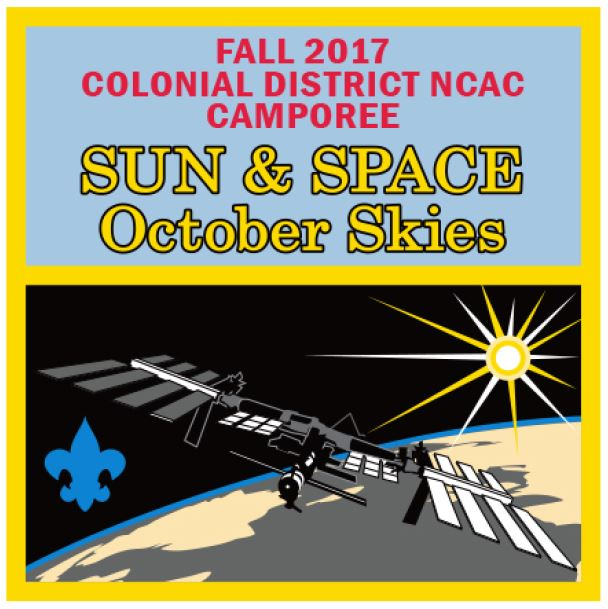 FALL 2017
COLONIAL DISTRICT NCAC
CAMPOREE
SUN & SPACE
October Skies